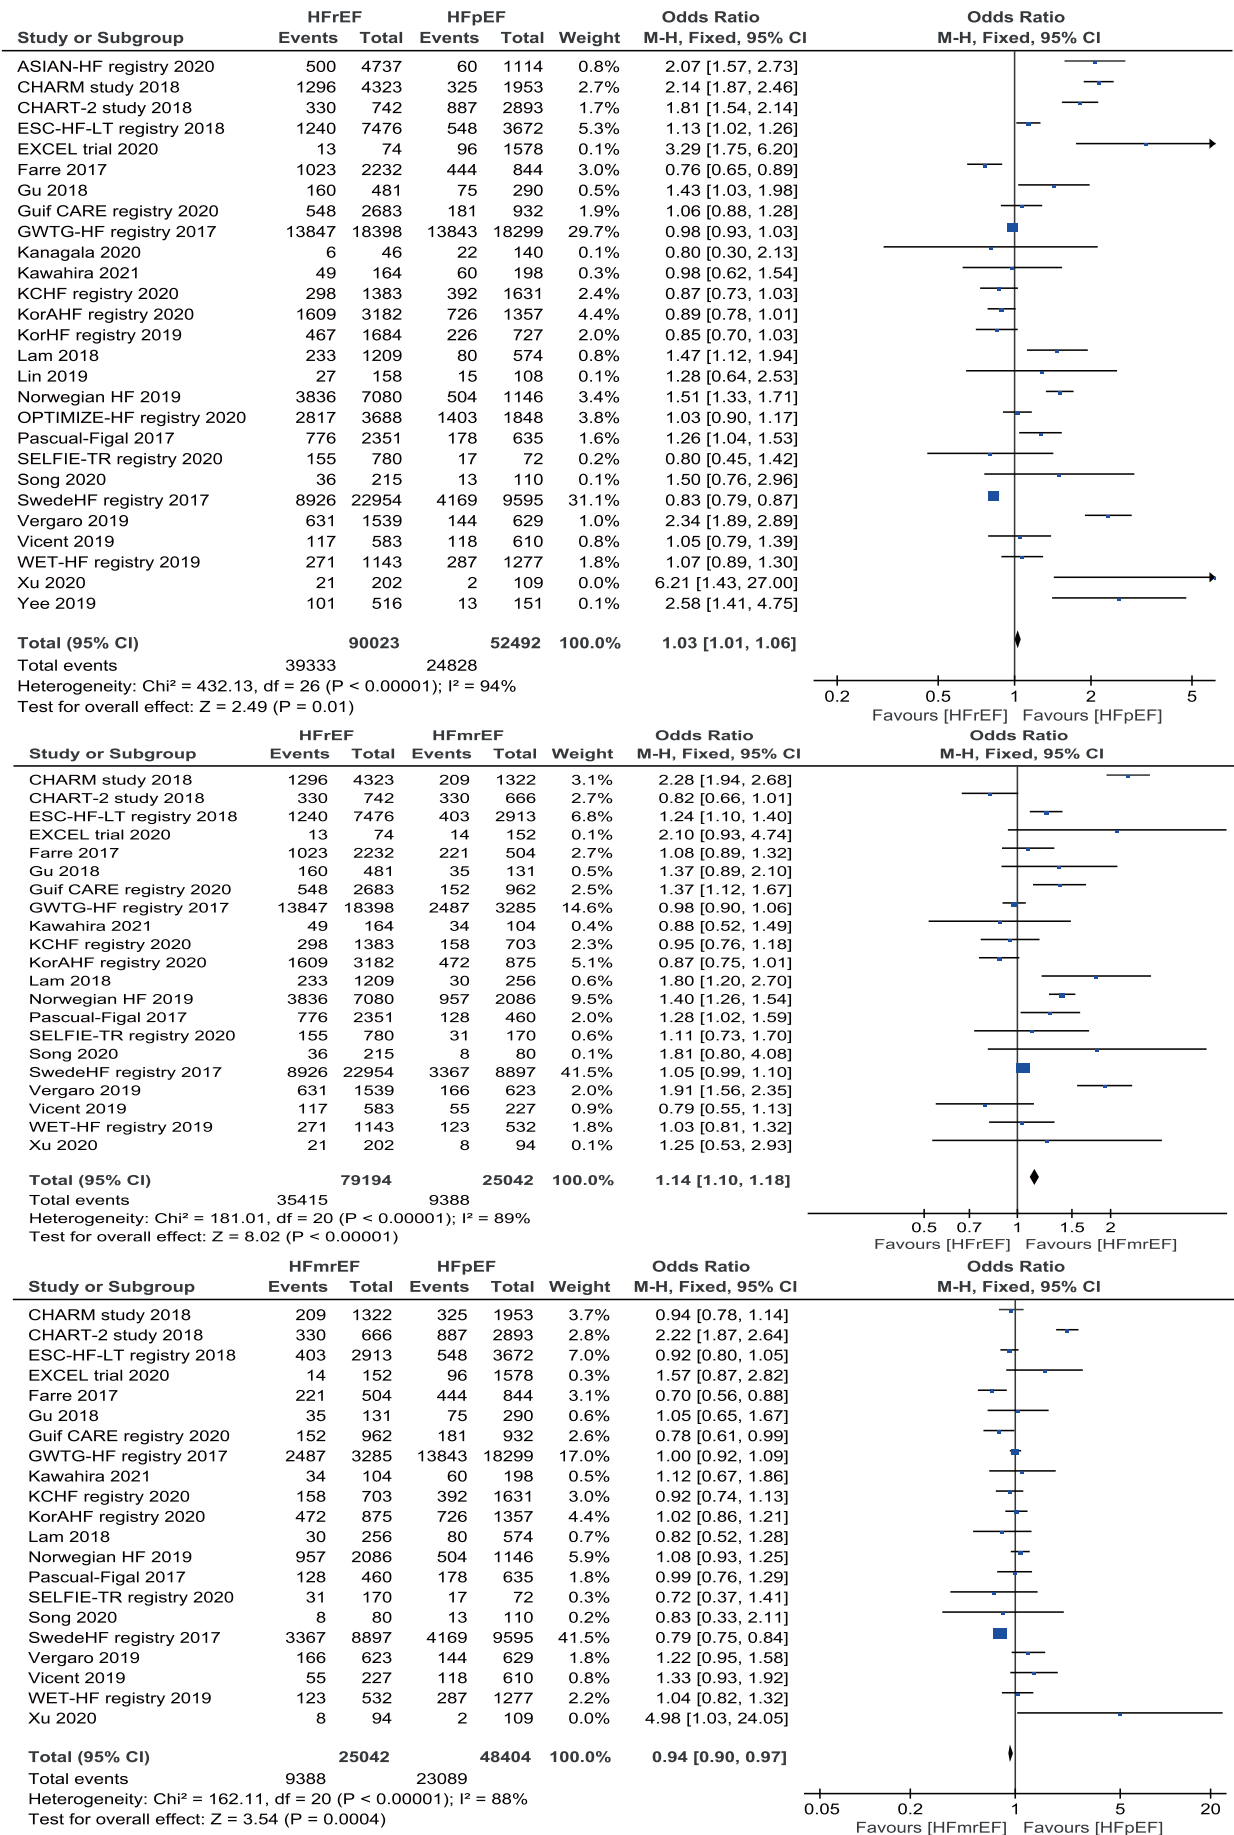 HFrEF HFpEF Odds Ratio Odds Ratio
Study or Subgroup Events Total Events Total Weight M-H, Fixed, 95% CI M-H, Fixed, 95% CI
ASIAN-HF registry 2020 500 4737 60 1114 0.8% 2.07 [1.57, 2.73]
CHARM study 2018 1296 4323 325 1953 2.7% 2.14 [1.87, 2.46]
CHART-2 study 2018 330 742 887 2893 1.7% 1.81 [1.54, 2.14]
ESC-HF-LT registry 2018 1240 7476 548 3672 5.3% 1.13 [1.02, 1.26]
EXCEL trial 2020 13 74 96 1578 0.1% 3.29 [1.75, 6.20]
Farre 2017 1023 2232 444 844 3.0% 0.76 [0.65, 0.89]
Gu 2018 160 481 75 290 0.5% 1.43 [1.03, 1.98]
Guif CARE registry 2020 548 2683 181 932 1.9% 1.06 [0.88, 1.28]
GWTG-HF registry 2017 13847 18398 13843 18299 29.7% 0.98 [0.93, 1.03]
Kanagala 2020 6 46 22 140 0.2% 0.80 [0.30, 2.13]
Kawahira 2021 49 164 60 198 0.3% 0.98 [0.62, 1.54]
KCHF registry 2020 298 1383 392 1631 2.4% 0.87 [0.73, 1.03]
KorAHF registry 2020 1609 3182 726 1357 4.4% 0.89 [0.78, 1.01]
KorHF registry 2019 467 1684 226 727 2.0% 0.85 [0.70, 1.03]
Lam 2018 233 1209 80 574 0.8% 1.47 [1.12, 1.94]
Lin 2019 27 158 15 108 0.1% 1.28 [0.64, 2.53]
Norwegian HF 2019 3836 7080 504 1146 3.4% 1.51 [1.33, 1.71]
OPTIMIZE-HF registry 2020 2817 3688 1403 1848 3.8% 1.03 [0.90, 1.17]
Pascual-Figal 2017 776 2351 178 635 1.6% 1.26 [1.04, 1.53]
SELFIE-TR registry 2020 155 780 17 72 0.2% 0.80 [0.45, 1.42]
Song 2020 36 215 13 110 0.1% 1.50 [0.76, 2.96]
SwedeHF registry 2017 8926 22954 4169 9595 31.1% 0.83 [0.79, 0.87]
Vergaro 2019 631 1539 144 629 1.0% 2.34 [1.89, 2.89]
Vicent 2019 117 583 118 610 0.9% 1.05 [0.79, 1.39]
WET-HF registry 2019 271 1143 287 1277 1.8% 1.07 [0.89, 1.30]
Xu 2020 21 202 2 109 0.0% 6.21 [1.43, 27.00]
Yee 2019 101 516 13 151 0.1% 2.58 [1.41, 4.75]
Total (95% CI) 90023 52492 100.0% 1.03 [1.01, 1.06]
Total events 39333 24828
Heterogeneity: Chi² = 432.13, df = 26 (P < 0.00001); I² = 94%
Test for overall effect: Z = 2.49 (P = 0.01)
0.2 0.5 1 2 5
Favours [HFrEF] Favours [HFpEF]
HFrEF HFmrEF Odds Ratio Odds Ratio
Study or Subgroup Events Total Events Total Weight M-H, Fixed, 95% CI M-H, Fixed, 95% CI
CHARM study 2018 1296 4323 209 1322 3.1% 2.28 [1.94, 2.68]
CHART-2 study 2018 330 742 330 666 2.7% 0.82 [0.66, 1.01]
ESC-HF-LT registry 2018 1240 7476 403 2913 6.8% 1.24 [1.10, 1.40]
EXCEL trial 2020 13 74 14 152 0.1% 2.10 [0.93, 4.74]
Farre 2017 1023 2232 221 504 2.7% 1.08 [0.89, 1.32]
Gu 2018 160 481 35 131 0.5% 1.37 [0.89, 2.10]
Guif CARE registry 2020 548 2683 152 962 2.5% 1.37 [1.12, 1.67]
GWTG-HF registry 2017 13847 18398 2487 3285 14.6% 0.98 [0.90, 1.06]
Kawahira 2021 49 164 34 104 0.4% 0.88 [0.52, 1.49]
KCHF registry 2020 298 1383 158 703 2.3% 0.95 [0.76, 1.18]
KorAHF registry 2020 1609 3182 472 875 5.1% 0.87 [0.75, 1.01]
Lam 2018 233 1209 30 256 0.6% 1.80 [1.20, 2.70]
Norwegian HF 2019 3836 7080 957 2086 9.5% 1.40 [1.26, 1.54]
Pascual-Figal 2017 776 2351 128 460 2.0% 1.28 [1.02, 1.59]
SELFIE-TR registry 2020 155 780 31 170 0.6% 1.11 [0.73, 1.70]
Song 2020 36 215 8 80 0.1% 1.81 [0.80, 4.08]
SwedeHF registry 2017 8926 22954 3367 8897 41.5% 1.05 [0.99, 1.10]
Vergaro 2019 631 1539 166 623 2.0% 1.91 [1.56, 2.35]
Vicent 2019 117 583 55 227 0.9% 0.79 [0.55, 1.13]
WET-HF registry 2019 271 1143 123 532 1.8% 1.03 [0.81, 1.32]
Xu 2020 21 202 8 94 0.1% 1.25 [0.53, 2.93]
Total (95% CI) 79194 25042 100.0% 1.14 [1.10, 1.18]
Total events 35415 9388
Heterogeneity: Chi² = 181.01, df = 20 (P < 0.00001); I² = 89%
Test for overall effect: Z = 8.02 (P < 0.00001)
0.5 0.7 1 1.5 2
Favours [HFrEF] Favours [HFmrEF]
HFmrEF HFpEF Odds Ratio Odds Ratio
Study or Subgroup Events Total Events Total Weight M-H, Fixed, 95% CI M-H, Fixed, 95% CI
CHARM study 2018 209 1322 325 1953 3.7% 0.94 [0.78, 1.14]
CHART-2 study 2018 330 666 887 2893 2.8% 2.22 [1.87, 2.64]
ESC-HF-LT registry 2018 403 2913 548 3672 7.0% 0.92 [0.80, 1.05]
EXCEL trial 2020 14 152 96 1578 0.3% 1.57 [0.87, 2.82]
Farre 2017 221 504 444 844 3.1% 0.70 [0.56, 0.88]
Gu 2018 35 131 75 290 0.6% 1.05 [0.65, 1.67]
Guif CARE registry 2020 152 962 181 932 2.6% 0.78 [0.61, 0.99]
GWTG-HF registry 2017 2487 3285 13843 18299 17.0% 1.00 [0.92, 1.09]
Kawahira 2021 34 104 60 198 0.5% 1.12 [0.67, 1.86]
KCHF registry 2020 158 703 392 1631 3.0% 0.92 [0.74, 1.13]
KorAHF registry 2020 472 875 726 1357 4.4% 1.02 [0.86, 1.21]
Lam 2018 30 256 80 574 0.7% 0.82 [0.52, 1.28]
Norwegian HF 2019 957 2086 504 1146 5.9% 1.08 [0.93, 1.25]
Pascual-Figal 2017 128 460 178 635 1.8% 0.99 [0.76, 1.29]
SELFIE-TR registry 2020 31 170 17 72 0.3% 0.72 [0.37, 1.41]
Song 2020 8 80 13 110 0.2% 0.83 [0.33, 2.11]
SwedeHF registry 2017 3367 8897 4169 9595 41.5% 0.79 [0.75, 0.84]
Vergaro 2019 166 623 144 629 1.8% 1.22 [0.95, 1.58]
Vicent 2019 55 227 118 610 0.8% 1.33 [0.93, 1.92]
WET-HF registry 2019 123 532 287 1277 2.2% 1.04 [0.82, 1.32]
Xu 2020 8 94 2 109 0.0% 4.98 [1.03, 24.05]
Total (95% CI) 25042 48404 100.0% 0.94 [0.90, 0.97]
Total events 9388 23089
Heterogeneity: Chi² = 162.11, df = 20 (P < 0.00001); I² = 88%
Test for overall effect: Z = 3.54 (P = 0.0004)
0.05 0.2 1 5 20
Favours [HFmrEF] Favours [HFpEF]